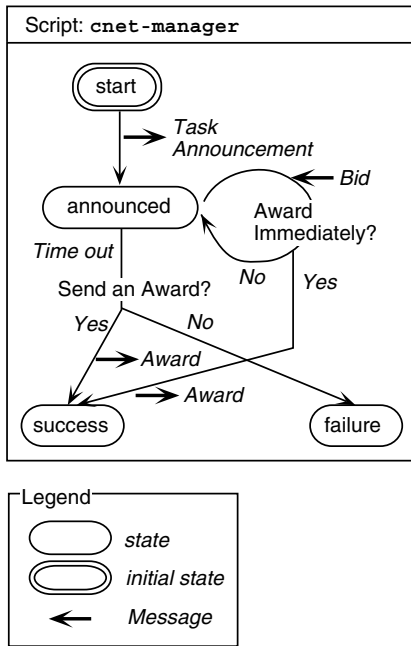 Script: cnet-manager
start
Task
Announcement
Bid
announced
Award
Immediately?
Time out
No
Yes
Send an Award?
Yes
No
Award
Award
success
failure
Legend
state
initial state
Message